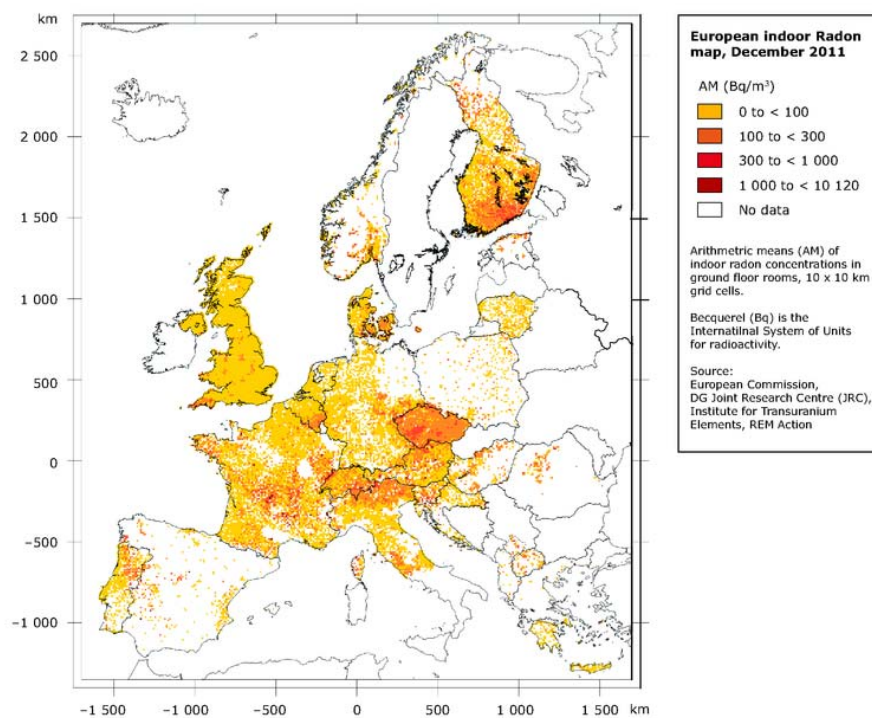 km
2 500
2 000
1 500
1 000
500
0
−500
−1 000
−1 500
−1 000
−500
0
500
1 000
1 500
km
European indoor Radon
map, December 2011
AM (Bq/m³)
0 to < 100
100 to < 300
300 to < 1 000
1 000 to < 10 120
No data
Arithmetic means (AM) of
indoor radon concentrations in
ground floor rooms, 10 x 10 km
grid cells.
Becquerel (Bq) is the
Internatilnal System of Units
for radioactivity.
Source:
European Commission,
DG Joint Research Centre (JRC),
Institute for Transuranium
Elements, REM Action